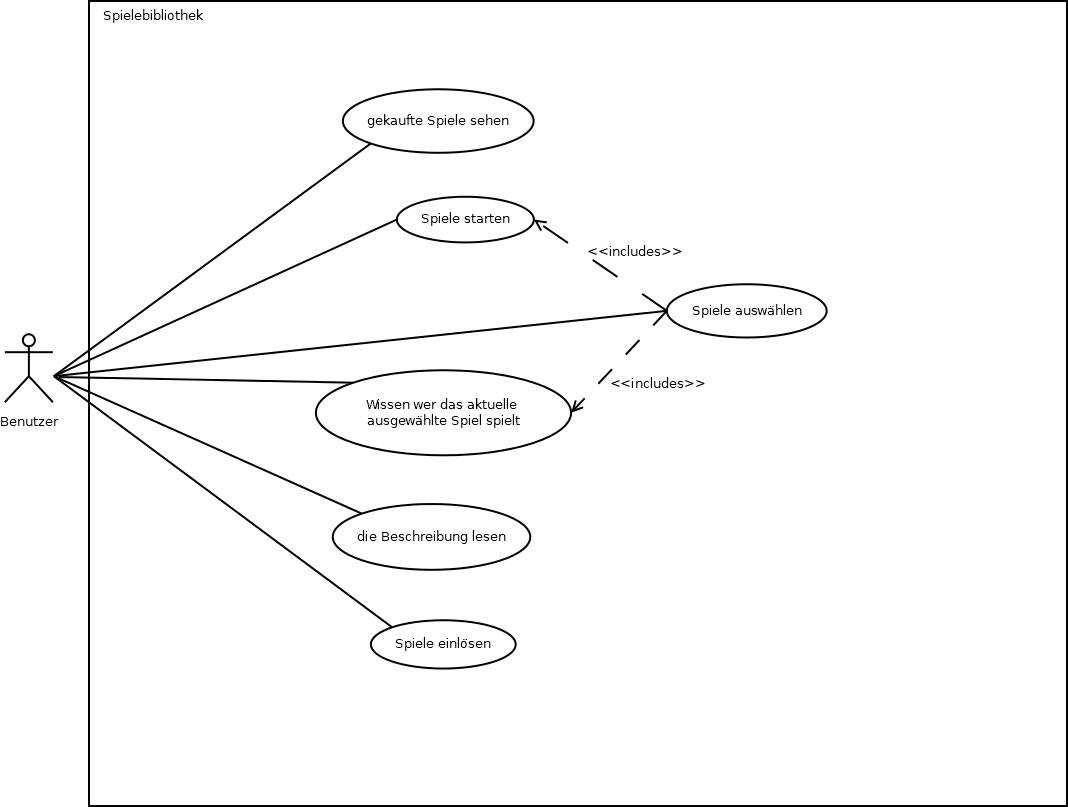 Spielebibliothek
gekaufte Spiele sehen
Spiele starten
<<includes>>
Spiele auswählen
<<includes>>
Wissen wer das aktuelle
ausgewählte Spiel spielt
Benutzer
die Beschreibung lesen
Spiele einlösen